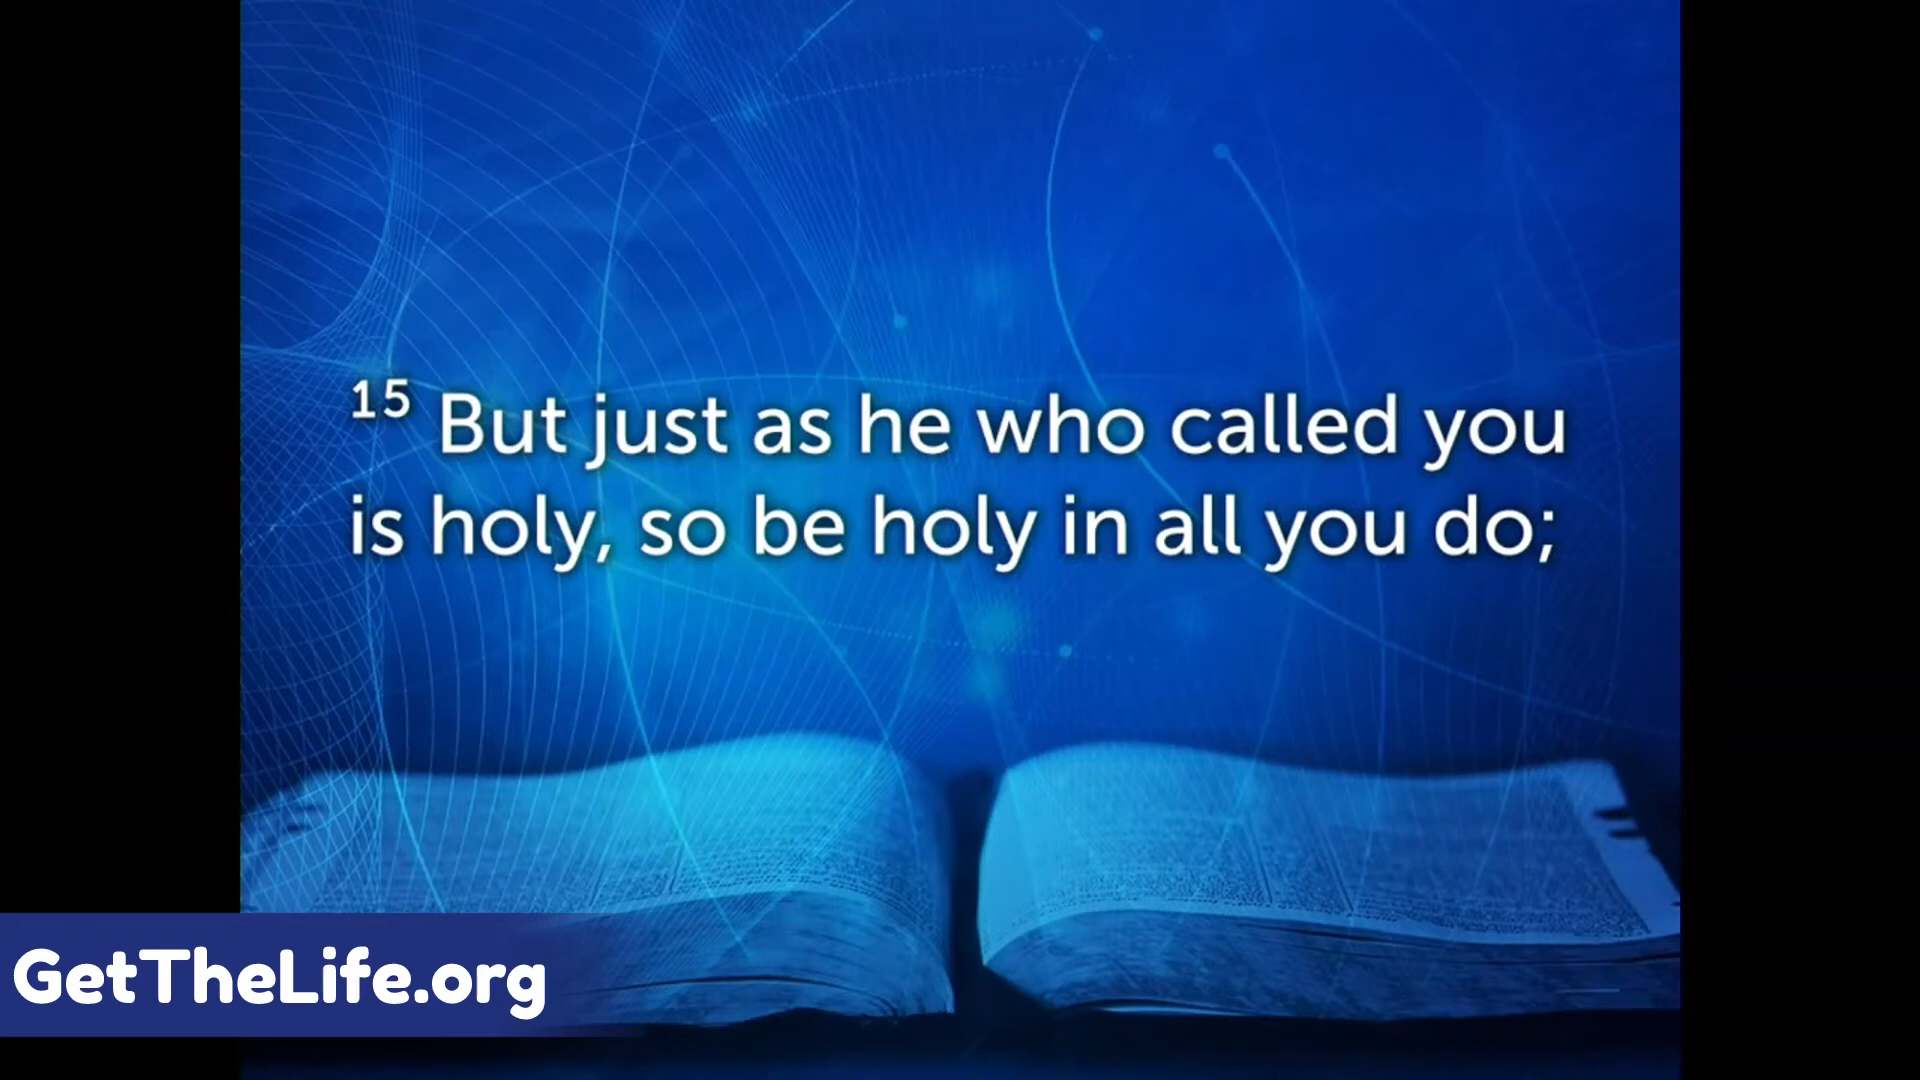 15 But just as he who called you
is holy, so be holy in all you do;
GetTheLife.org